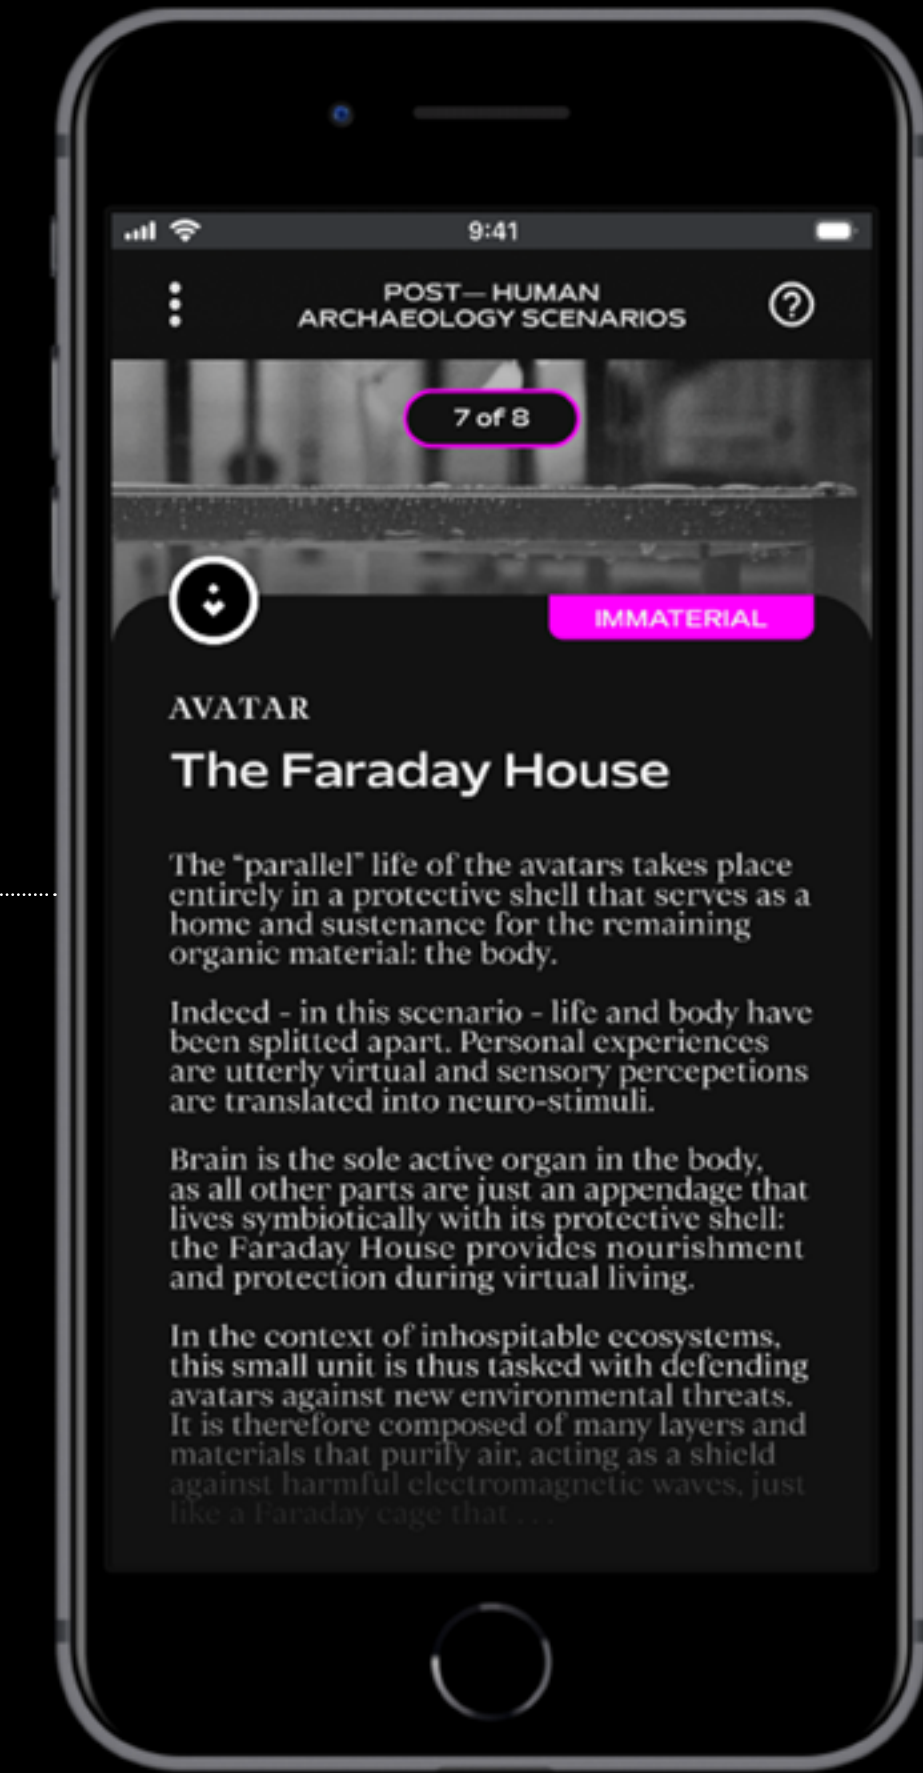 9:41
POST—HUMAN
ARCHAEOLOGY SCENARIOS
7 of 8
IMMATERIAL
AVATAR
The Faraday House
The “parallel” life of the avatars takes place
entirely in a protective shell that serves as a
home and sustenance for the remaining
organic material: the body.
Indeed - in this scenario - life and body have
been splitted apart. Personal experiences
are utterly virtual and sensory percepetions
are translated into neuro-stimuli.
Brain is the sole active organ in the body,
as all other parts are just an appendage that
lives symbiotically with its protective shell:
the Faraday House provides nourishment
and protection during virtual living.
In the context of inhospitable ecosystems,
this small unit is thus tasked with defending
avatars against new environmental threats.
It is therefore composed of many layers and
materials that purify air, acting as a shield
against harmful electromagnetic waves, just
like a Faraday cage that . . .